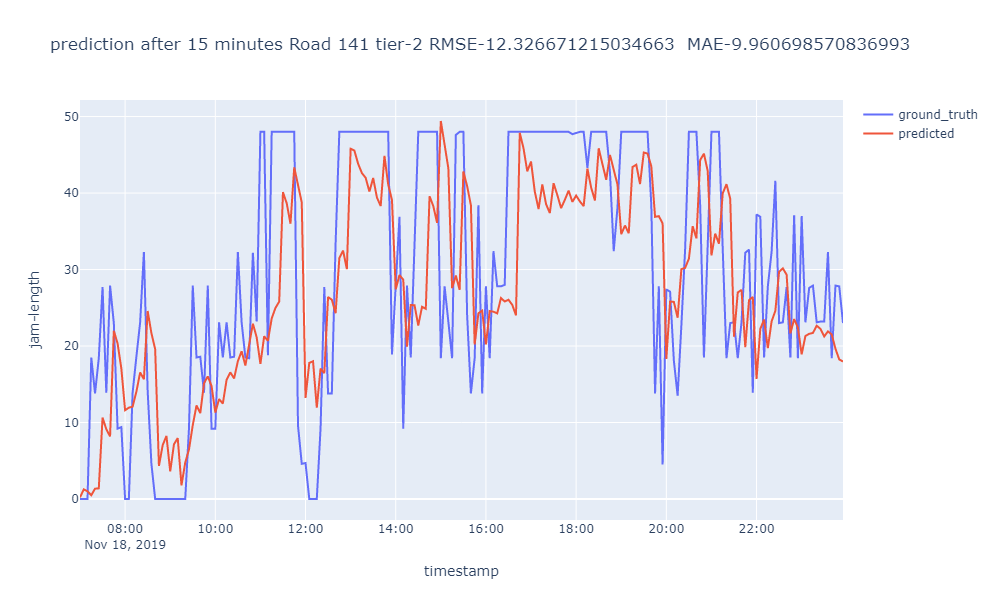 prediction after 15 minutes Road 141 tier-2 RMSE-12.326671215034663  MAE-9.960698570836993
ground_truth
predicted
50
40
30
20
10
0
jam-length
08:00 10:00 12:00 14:00 16:00 18:00 20:00 22:00
Nov 18, 2019
timestamp